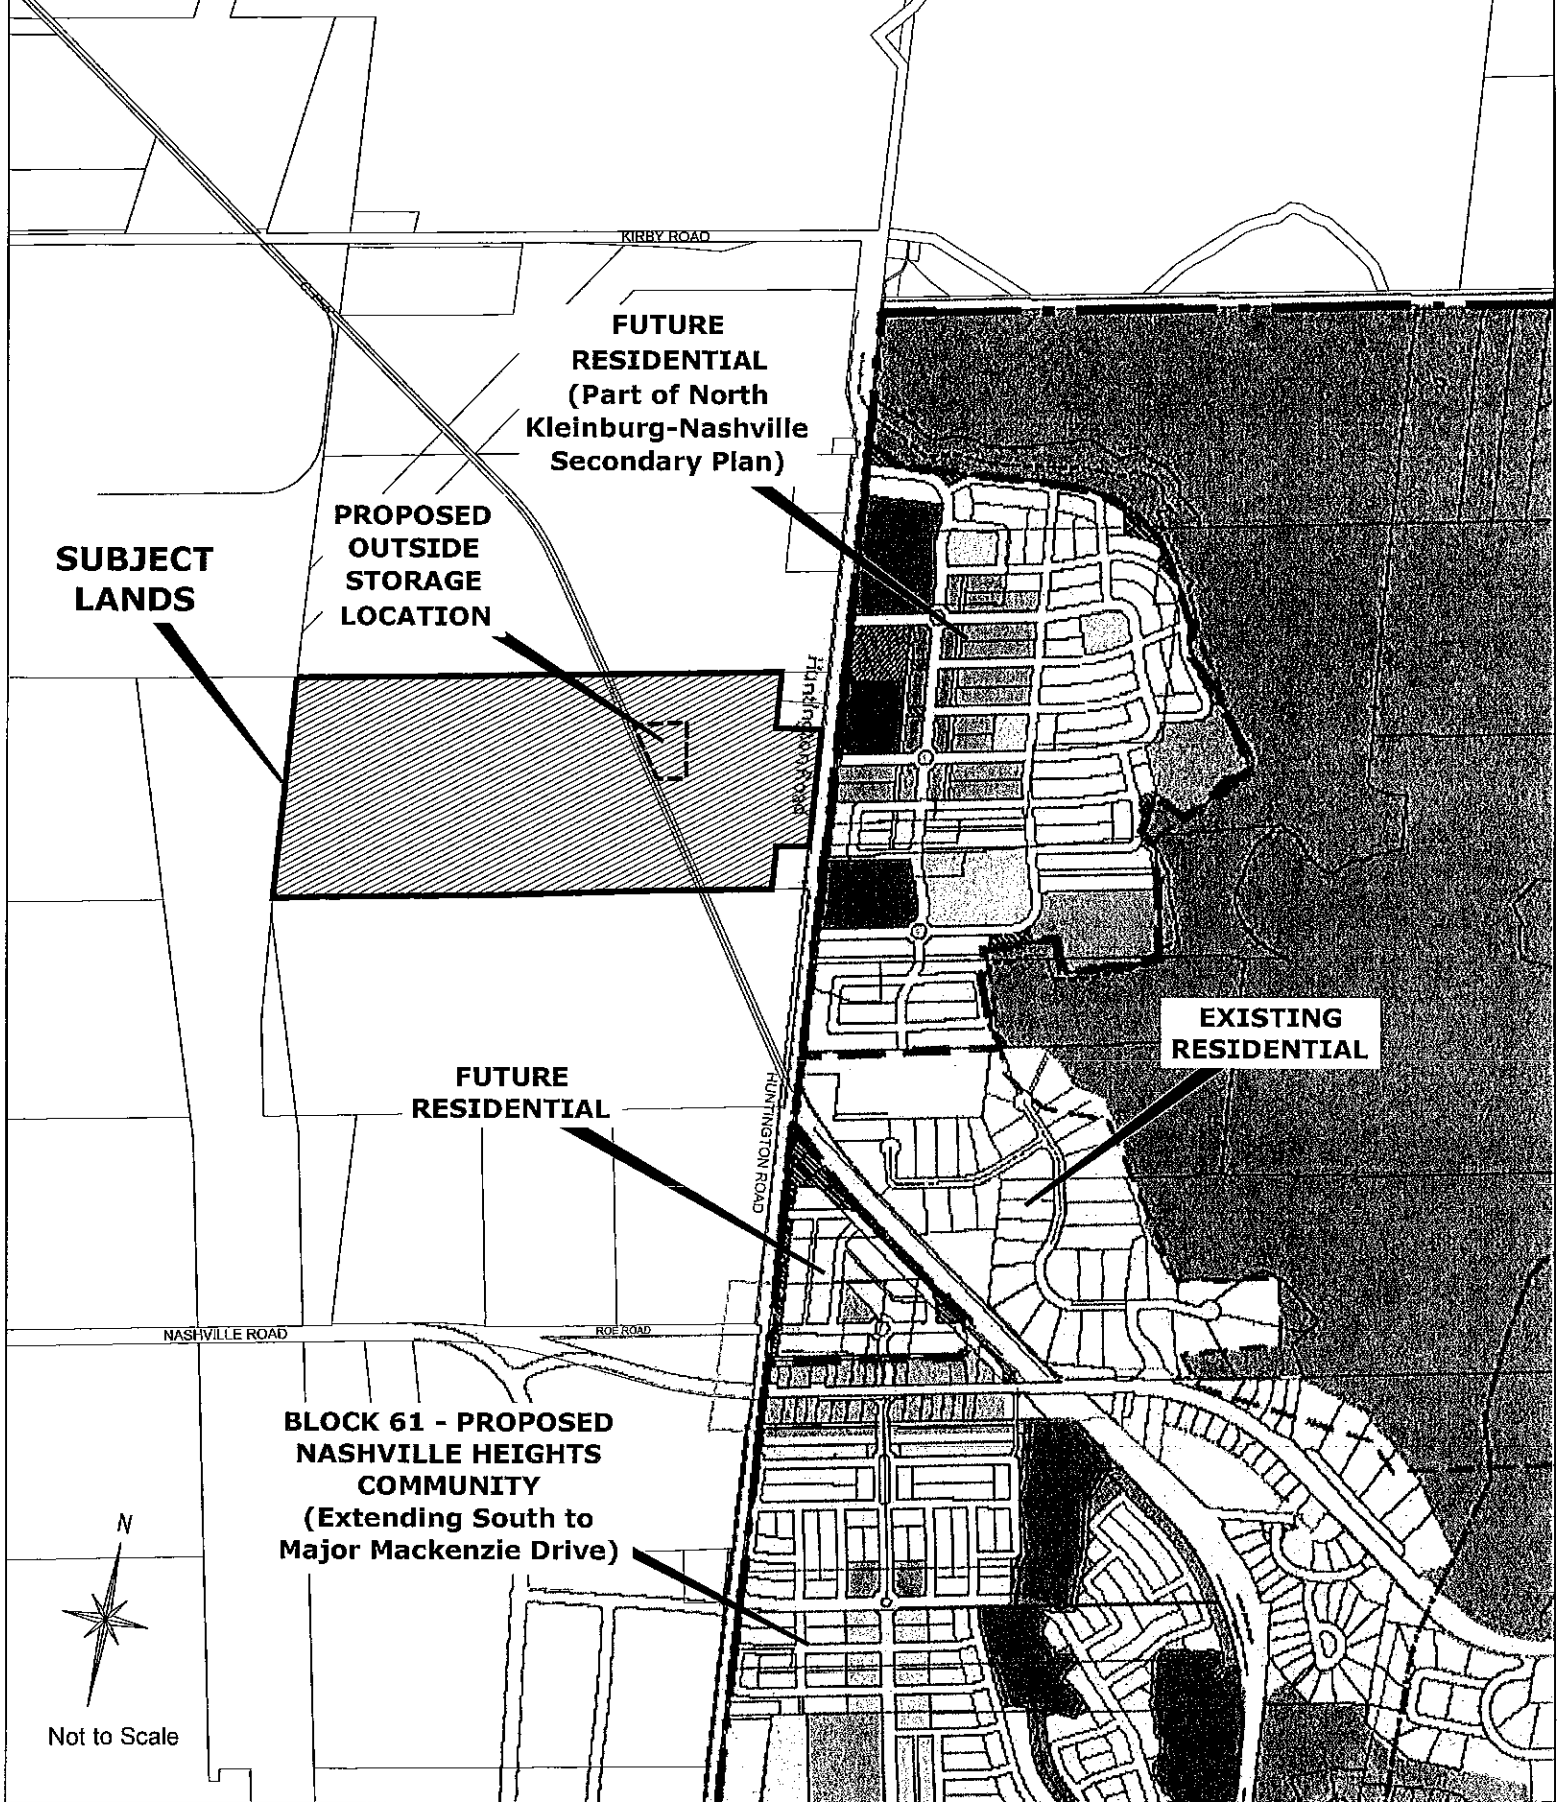 KIRBY ROAD
C.P.R.
FUTURE
RESIDENTIAL
(Part of North
Kleinburg-Nashville
Secondary Plan)
PROPOSED
OUTSIDE
STORAGE
LOCATION
SUBJECT
LANDS
Huntington Road
EXISTING
RESIDENTIAL
FUTURE
RESIDENTIAL
HUNTINGTON ROAD
NASHVILLE ROAD
ROE ROAD
BLOCK 61 - PROPOSED
NASHVILLE HEIGHTS
COMMUNITY
(Extending South to
Major Mackenzie Drive)
N
Not to Scale